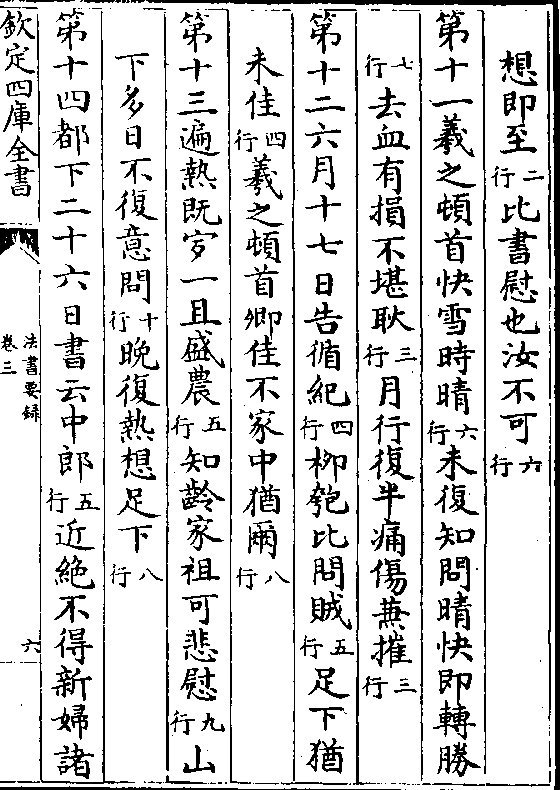 想即至二行比書慰也汝不可六行
第十一羲之頓首快雪時晴六行未復知問晴快即轉勝
七行去血有損不堪耿三行月行復半痛傷蕪摧三行
第十二六月十七日告循紀四行柳匏比問賊五行足下猶
未佳四行羲之頓首卿佳不家中猶爾八行
第十三遍熱既㝎一且盛農五行知齡家祖可悲慰九行山
下多日不復意問十行晚復熱想足下八行
第十四都下二十六日書云中郎五行近絶不得新婦諸
欽定四庫全書
法書要録
卷三
六